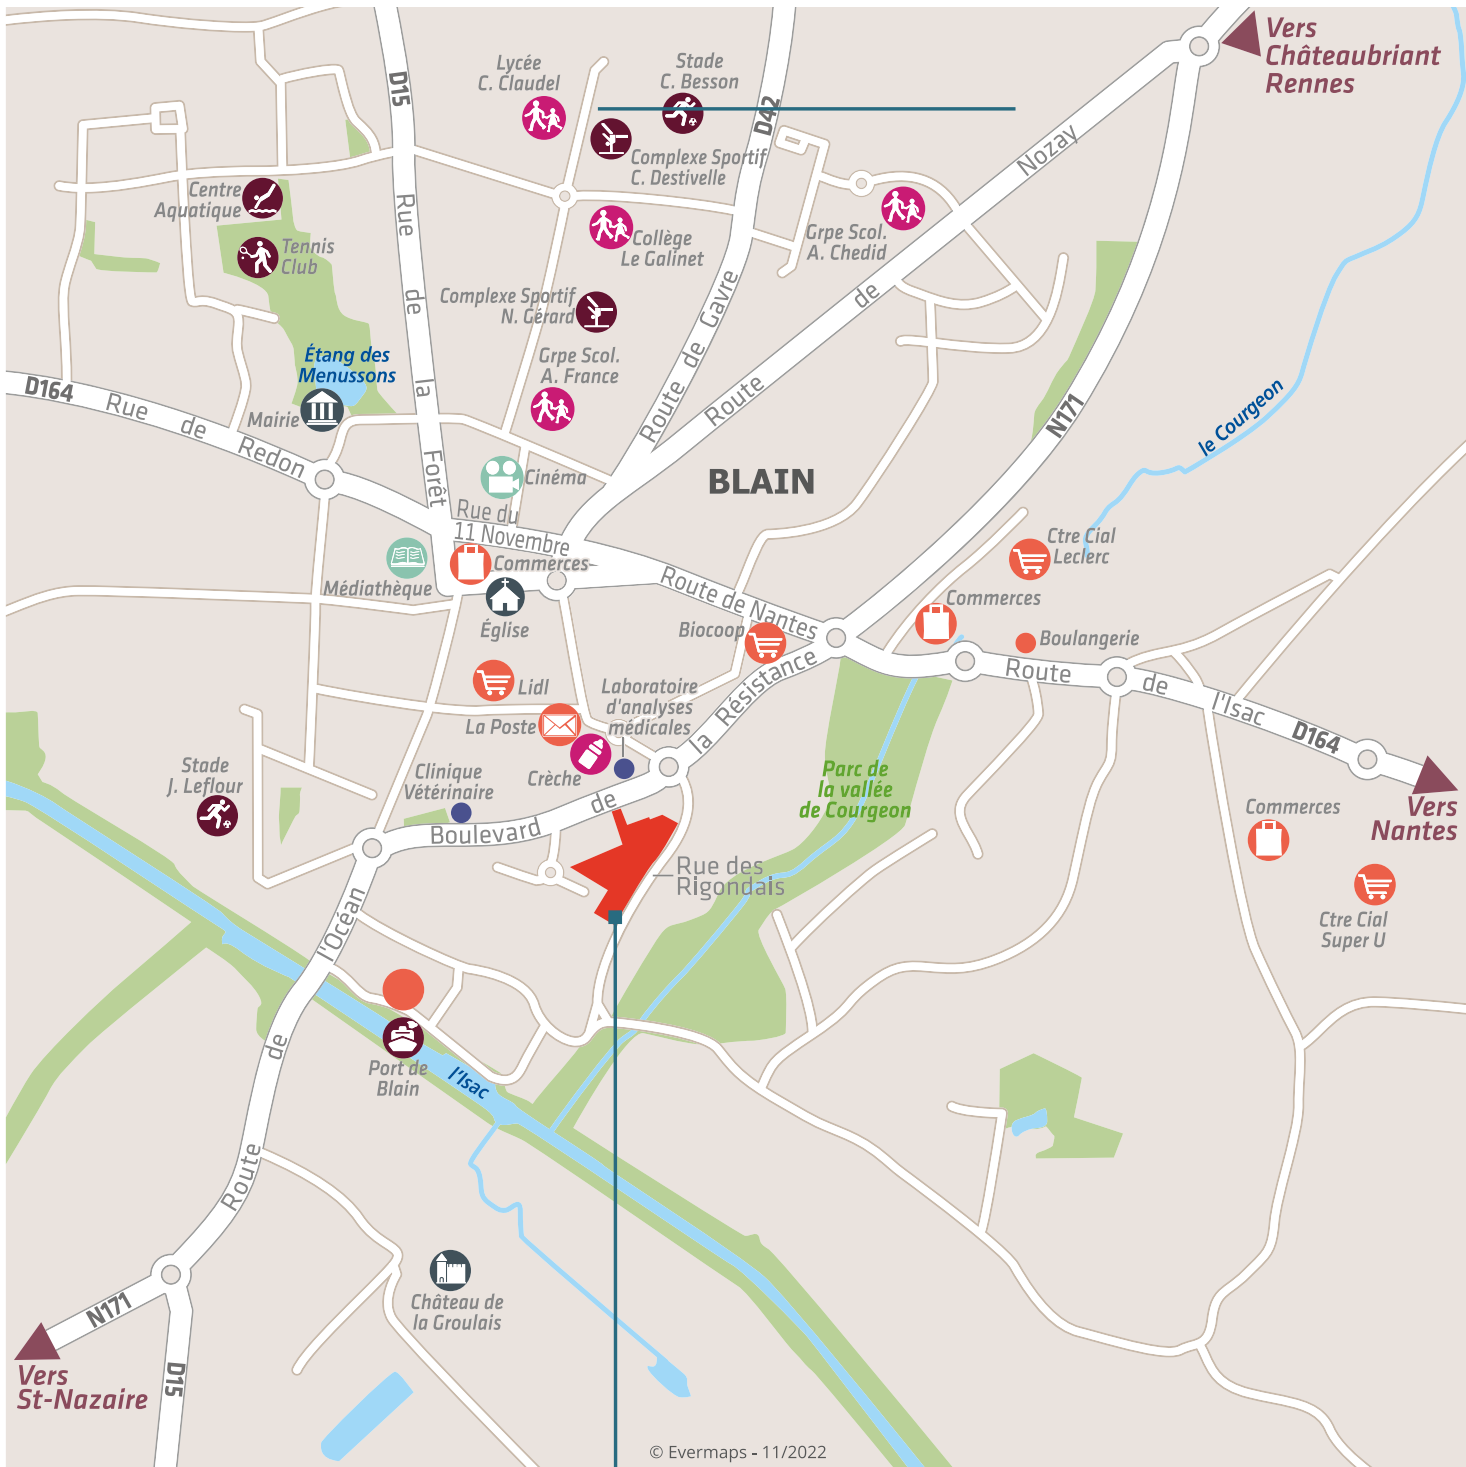 Vers
Châteaubriant
Rennes
Lycée
C. Claudel
Stade
C. Besson
D15
D42
Complexe Sportif
C. Destivelle
Nozay
Centre
Aquatique
Tennis
Club
Collège
Le Galinet
Grpe Scol.
A. Chedid
Rue de la Forêt
Complexe Sportif
N. Gérard
Route de Gavre
Route de
Étang des
Menussons
Grpe Scol.
A. France
D164
Rue de Redon
Mairie
N171
le Courgeon
Cinéma
BLAIN
Rue du
11 Novembre
Commerces
Médiathèque
Église
Route de Nantes
Ctre Cial
Leclerc
Commerces
Biocoop
Boulangerie
Route de l'Isac
D164
Lidl
Laboratoire
d'analyses
médicales
La Poste
Crèche
Boulevard de la Résistance
Stade
J. Leflour
Clinique
Vétérinaire
Parc de
la vallée
de Courgeon
Vers
Nantes
Commerces
Rue des
Rigondais
Ctre Cial
Super U
Route de l'Océan
Port de
Blain
l'Isac
Château de
la Groulais
N171
D15
Vers
St-Nazaire
© Evermaps - 11/2022